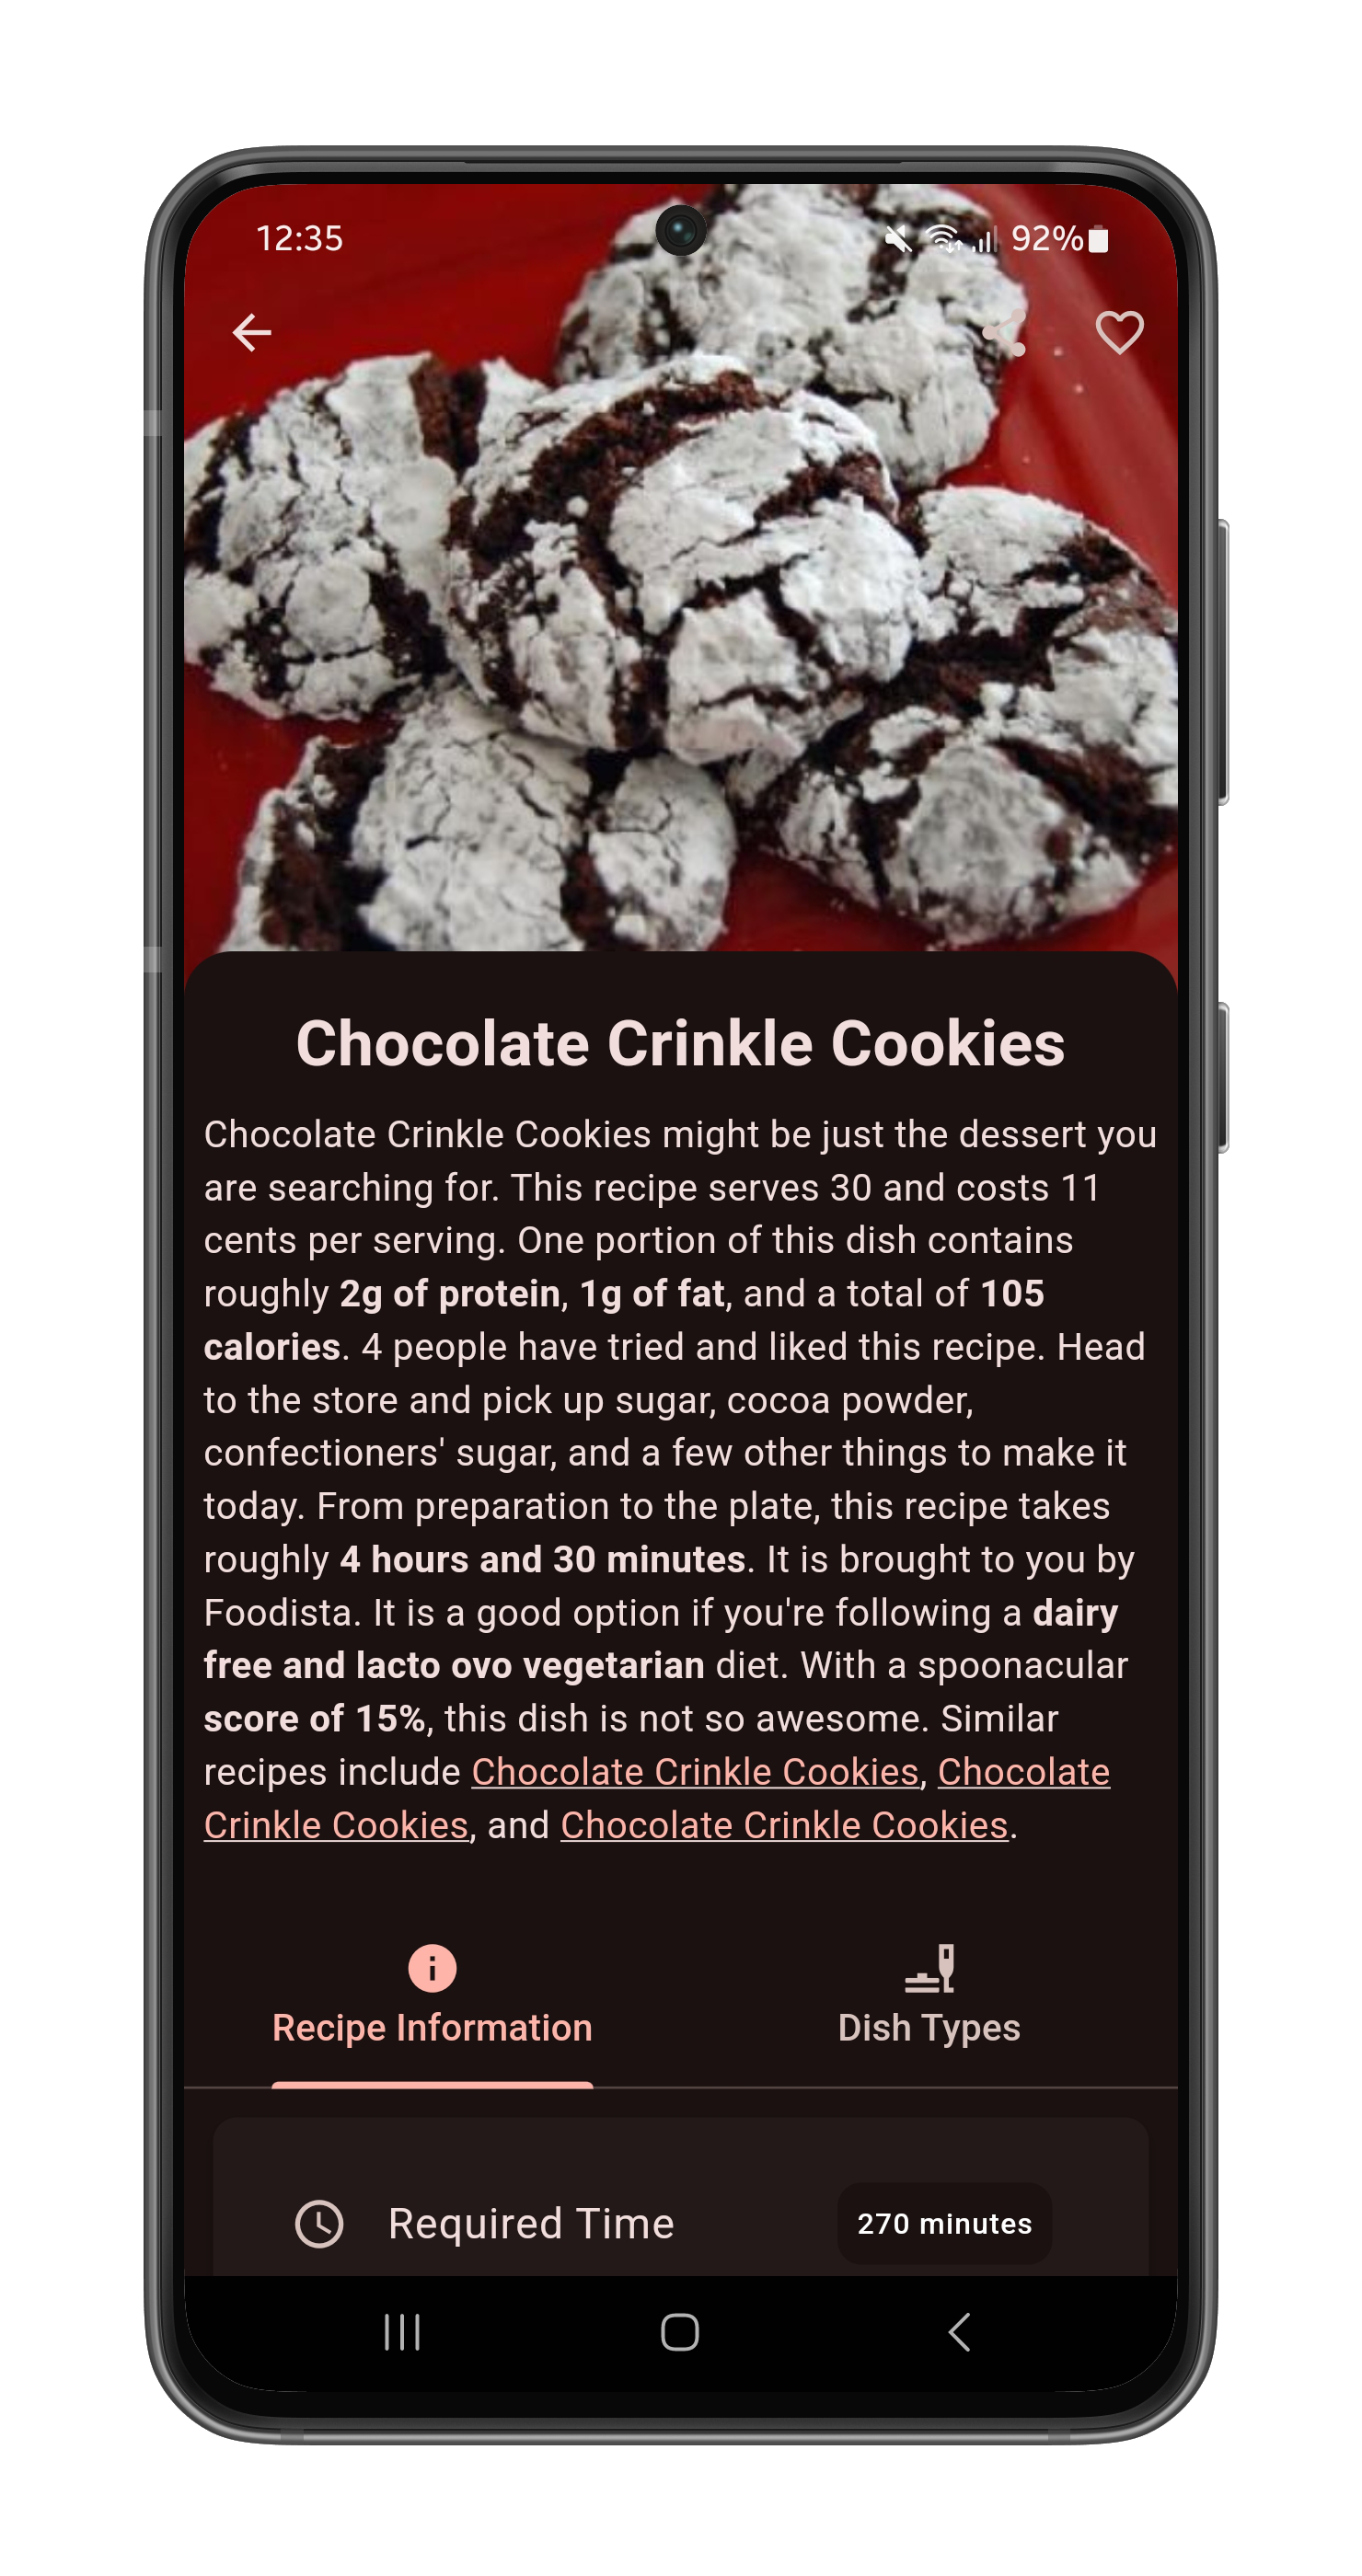 12:35
92%
Chocolate Crinkle Cookies
Chocolate Crinkle Cookies might be just the dessert you
are searching for. This recipe serves 30 and costs 11
cents per serving. One portion of this dish contains
roughly 2g of protein, 1g of fat, and a total of 105
calories. 4 people have tried and liked this recipe. Head
to the store and pick up sugar, cocoa powder,
confectioners' sugar, and a few other things to make it
today. From preparation to the plate, this recipe takes
roughly 4 hours and 30 minutes. It is brought to you by
Foodista. It is a good option if you're following a dairy
free and lacto ovo vegetarian diet. With a spoonacular
score of 15%, this dish is not so awesome. Similar
recipes include Chocolate Crinkle Cookies, Chocolate
Crinkle Cookies, and Chocolate Crinkle Cookies.
Recipe Information
Dish Types
Required Time
270 minutes